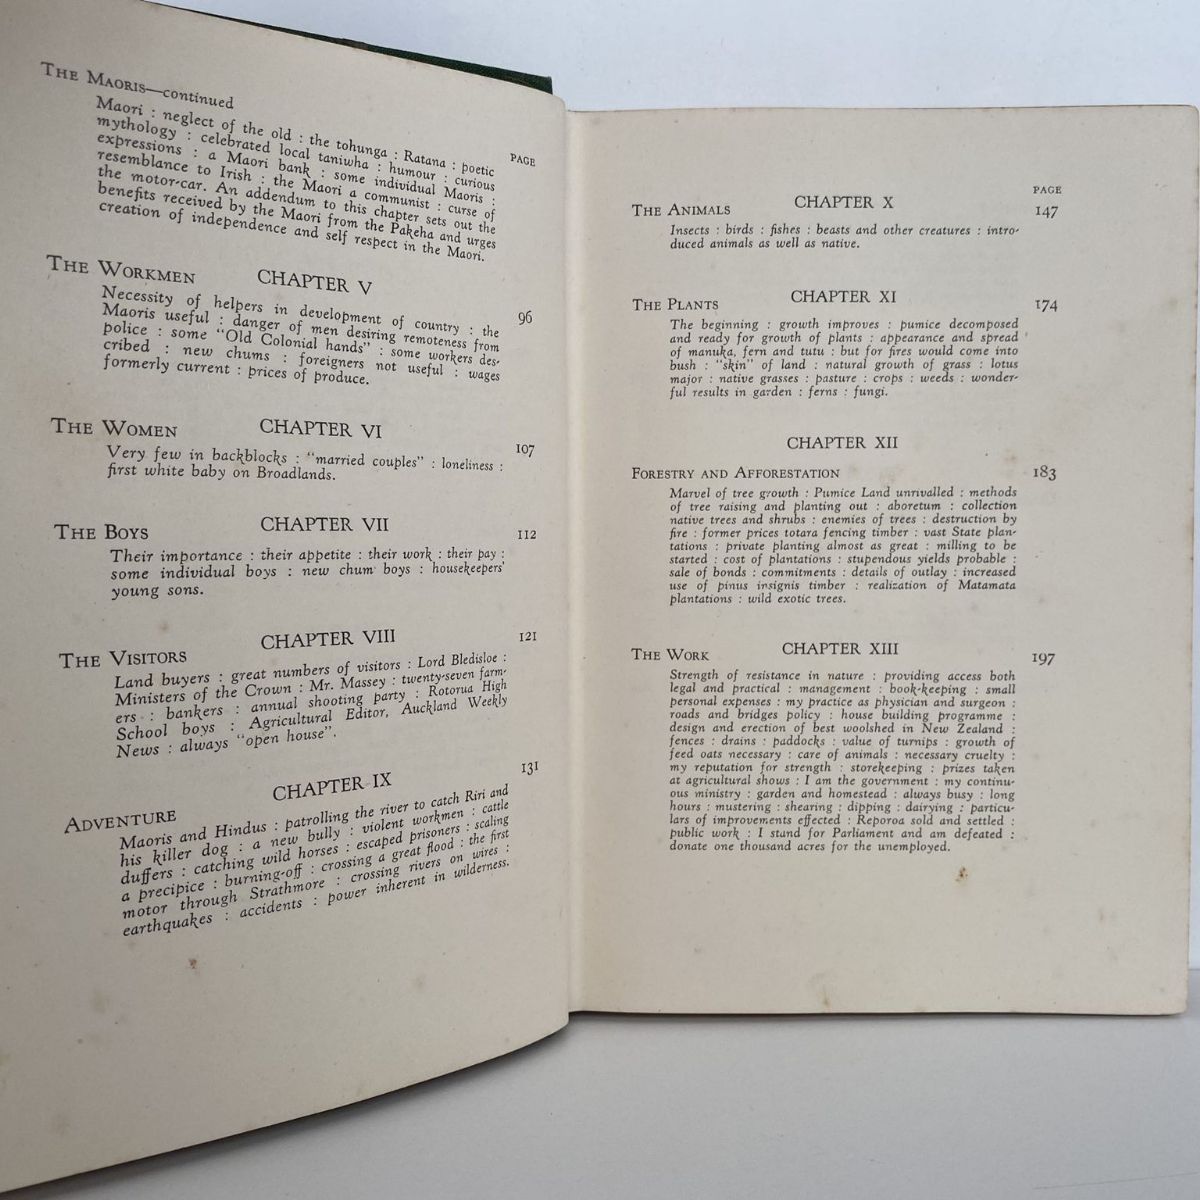 THE MAORIS—continued
PAGE
Maori : neglect of the old : the tohunga : Ratana : poetic
mythology : celebrated local taniwha : humour : curious
expressions : a Maori bank : some individual Maoris :
resemblance to Irish : the Maori a communist : curse of
the motor-car. An addendum to this chapter sets out the
benefits received by the Maori from the Pakeha and urges
creation of independence and self respect in the Maori.
CHAPTER V
THE WORKMEN 96
Necessity of helpers in development of country : the
Maoris useful : danger of men desiring remoteness from
police : some "Old Colonial hands" : some workers des-
cribed : new chums : foreigners not useful : wages
formerly current : prices of produce.
CHAPTER VI
THE WOMEN 107
Very few in backblocks : "married couples" : loneliness :
first white baby on Broadlands.
CHAPTER VII
THE BOYS 112
Their importance : their appetite : their work : their pay :
some individual boys : new chum boys : housekeepers'
young sons.
CHAPTER VIII
THE VISITORS 121
Land buyers : great numbers of visitors : Lord Bledisloe :
Ministers of the Crown : Mr. Massey : twenty-seven farm-
ers : bankers : annual shooting party : Rotorua High
School boys : Agricultural Editor, Auckland Weekly
News : always "open house".
CHAPTER IX
ADVENTURE 131
Maoris and Hindus : patrolling the river to catch Riri and
his killer dog : a new bully : violent workmen : cattle
duffers : catching wild horses : escaped prisoners : scaling
a precipice : burning-off : crossing a great flood : the first
motor through Strathmore : crossing rivers on wires :
earthquakes : accidents : power inherent in wilderness.
PAGE
CHAPTER X
THE ANIMALS 147
Insects : birds : fishes : beasts and other creatures : intro-
duced animals as well as native.
CHAPTER XI
THE PLANTS 174
The beginning : growth improves : pumice decomposed
and ready for growth of plants : appearance and spread
of manuka, fern and tutu : but for fires would come into
bush : "skin" of land : natural growth of grass : lotus
major : native grasses : pasture : crops : weeds : wonder-
ful results in garden : ferns : fungi.
CHAPTER XII
FORESTRY AND AFFORESTATION 183
Marvel of tree growth : Pumice Land unrivalled : methods
of tree raising and planting out : aboretum : collection
native trees and shrubs : enemies of trees : destruction by
fire : former prices totara fencing timber : vast State plan-
tations : private planting almost as great : milling to be
started : cost of plantations : stupendous yields probable :
sale of bonds : commitments : details of outlay : increased
use of pinus insignis timber : realization of Matamata
plantations : wild exotic trees.
CHAPTER XIII
THE WORK 197
Strength of resistance in nature : providing access both
legal and practical : management : book-keeping : small
personal expenses : my practice as physician and surgeon :
roads and bridges policy : house building programme :
design and erection of best woolshed in New Zealand :
fences : drains : paddocks : value of turnips : growth of
feed oats necessary : care of animals : necessary cruelty :
my reputation for strength : storekeeping : prizes taken
at agricultural shows : I am the government : my continu-
ous ministry : garden and homestead : always busy : long
hours : mustering : shearing : dipping : dairying : particu-
lars of improvements effected : Reporoa sold and settled :
public work : I stand for Parliament and am defeated :
donate one thousand acres for the unemployed.